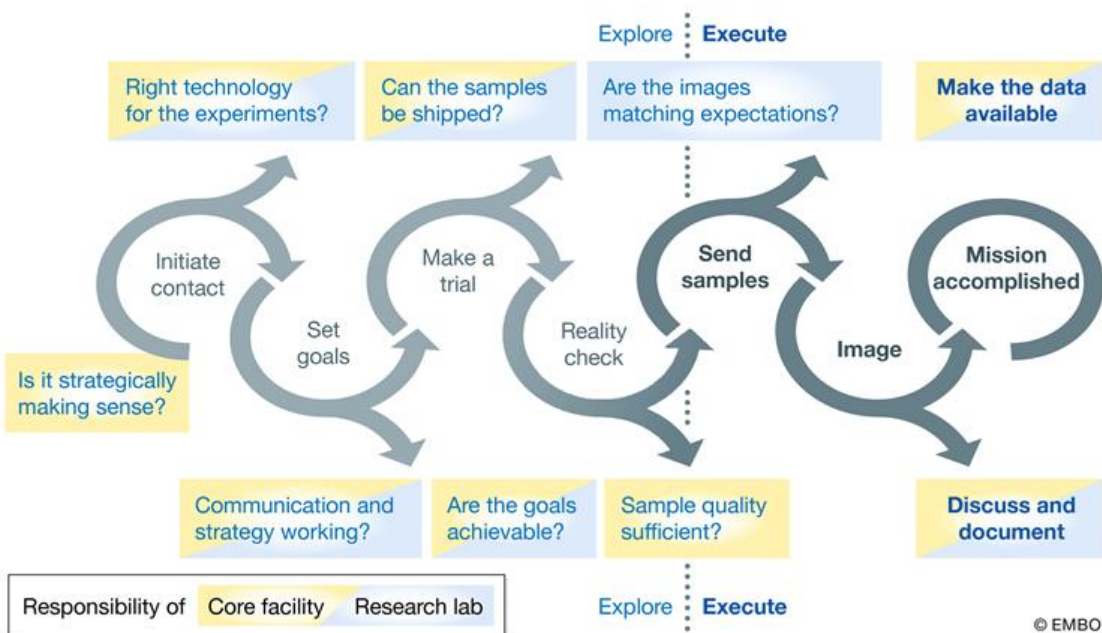 Explore Execute
Right technology
for the experiments?
Can the samples
be shipped?
Are the images
matching expectations?
Make the data
available
Initiate
contact
Set
goals
Make a
trial
Reality
check
Send
samples
Image
Mission
accomplished
Is it strategically
making sense?
Communication and
strategy working?
Are the goals
achievable?
Sample quality
sufficient?
Discuss and
document
Responsibility of Core facility Research lab
Explore Execute
© EMBO